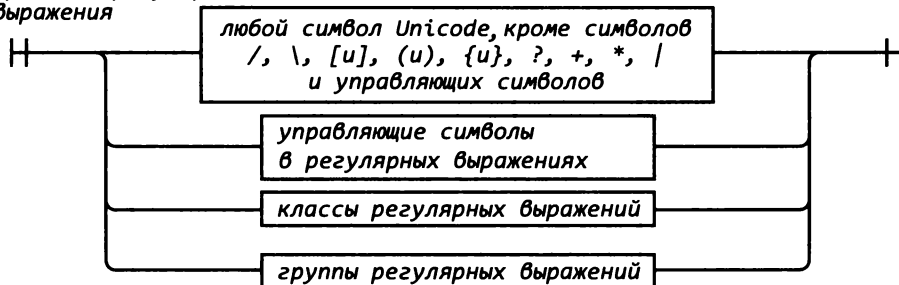 выражения
любой символ Unicode, кроме символов
/, \, [и], (и), {и}, ?, +, *, |
и управляющих символов
управляющие символы
в регулярных выражениях
классы регулярных выражений
группы регулярных выражений